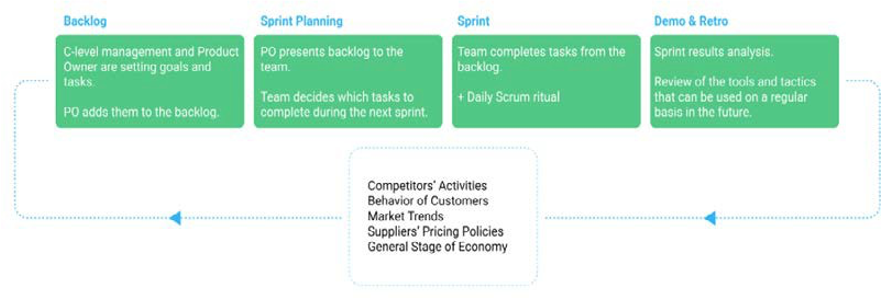 Backlog
C-level management and Product
Owner are setting goals and
tasks.
PO adds them to the backlog.
Sprint Planning
PO presents backlog to the
team.
Team decides which tasks to
complete during the next sprint.
Sprint
Team completes tasks from the
backlog.
+ Daily Scrum ritual
Demo & Retro
Sprint results analysis.
Review of the tools and tactics
that can be used on a regular
basis in the future.
Competitors' Activities
Behavior of Customers
Market Trends
Suppliers' Pricing Policies
General Stage of Economy